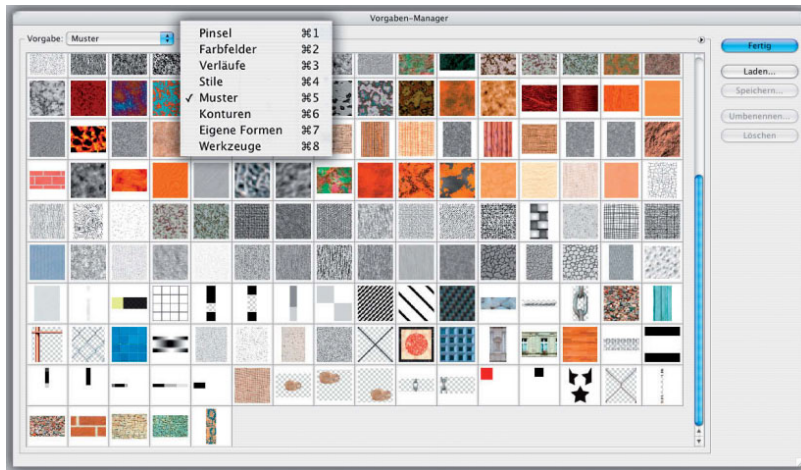 Vorgaben-Manager
Vorgabe: Muster
Pinsel ⌘1
Farbfelder ⌘2
Verläufe ⌘3
Stile ⌘4
✓ Muster ⌘5
Konturen ⌘6
Eigene Formen ⌘7
Werkzeuge ⌘8
Fertig
Laden...
Speichern...
Umbenennen...
Löschen